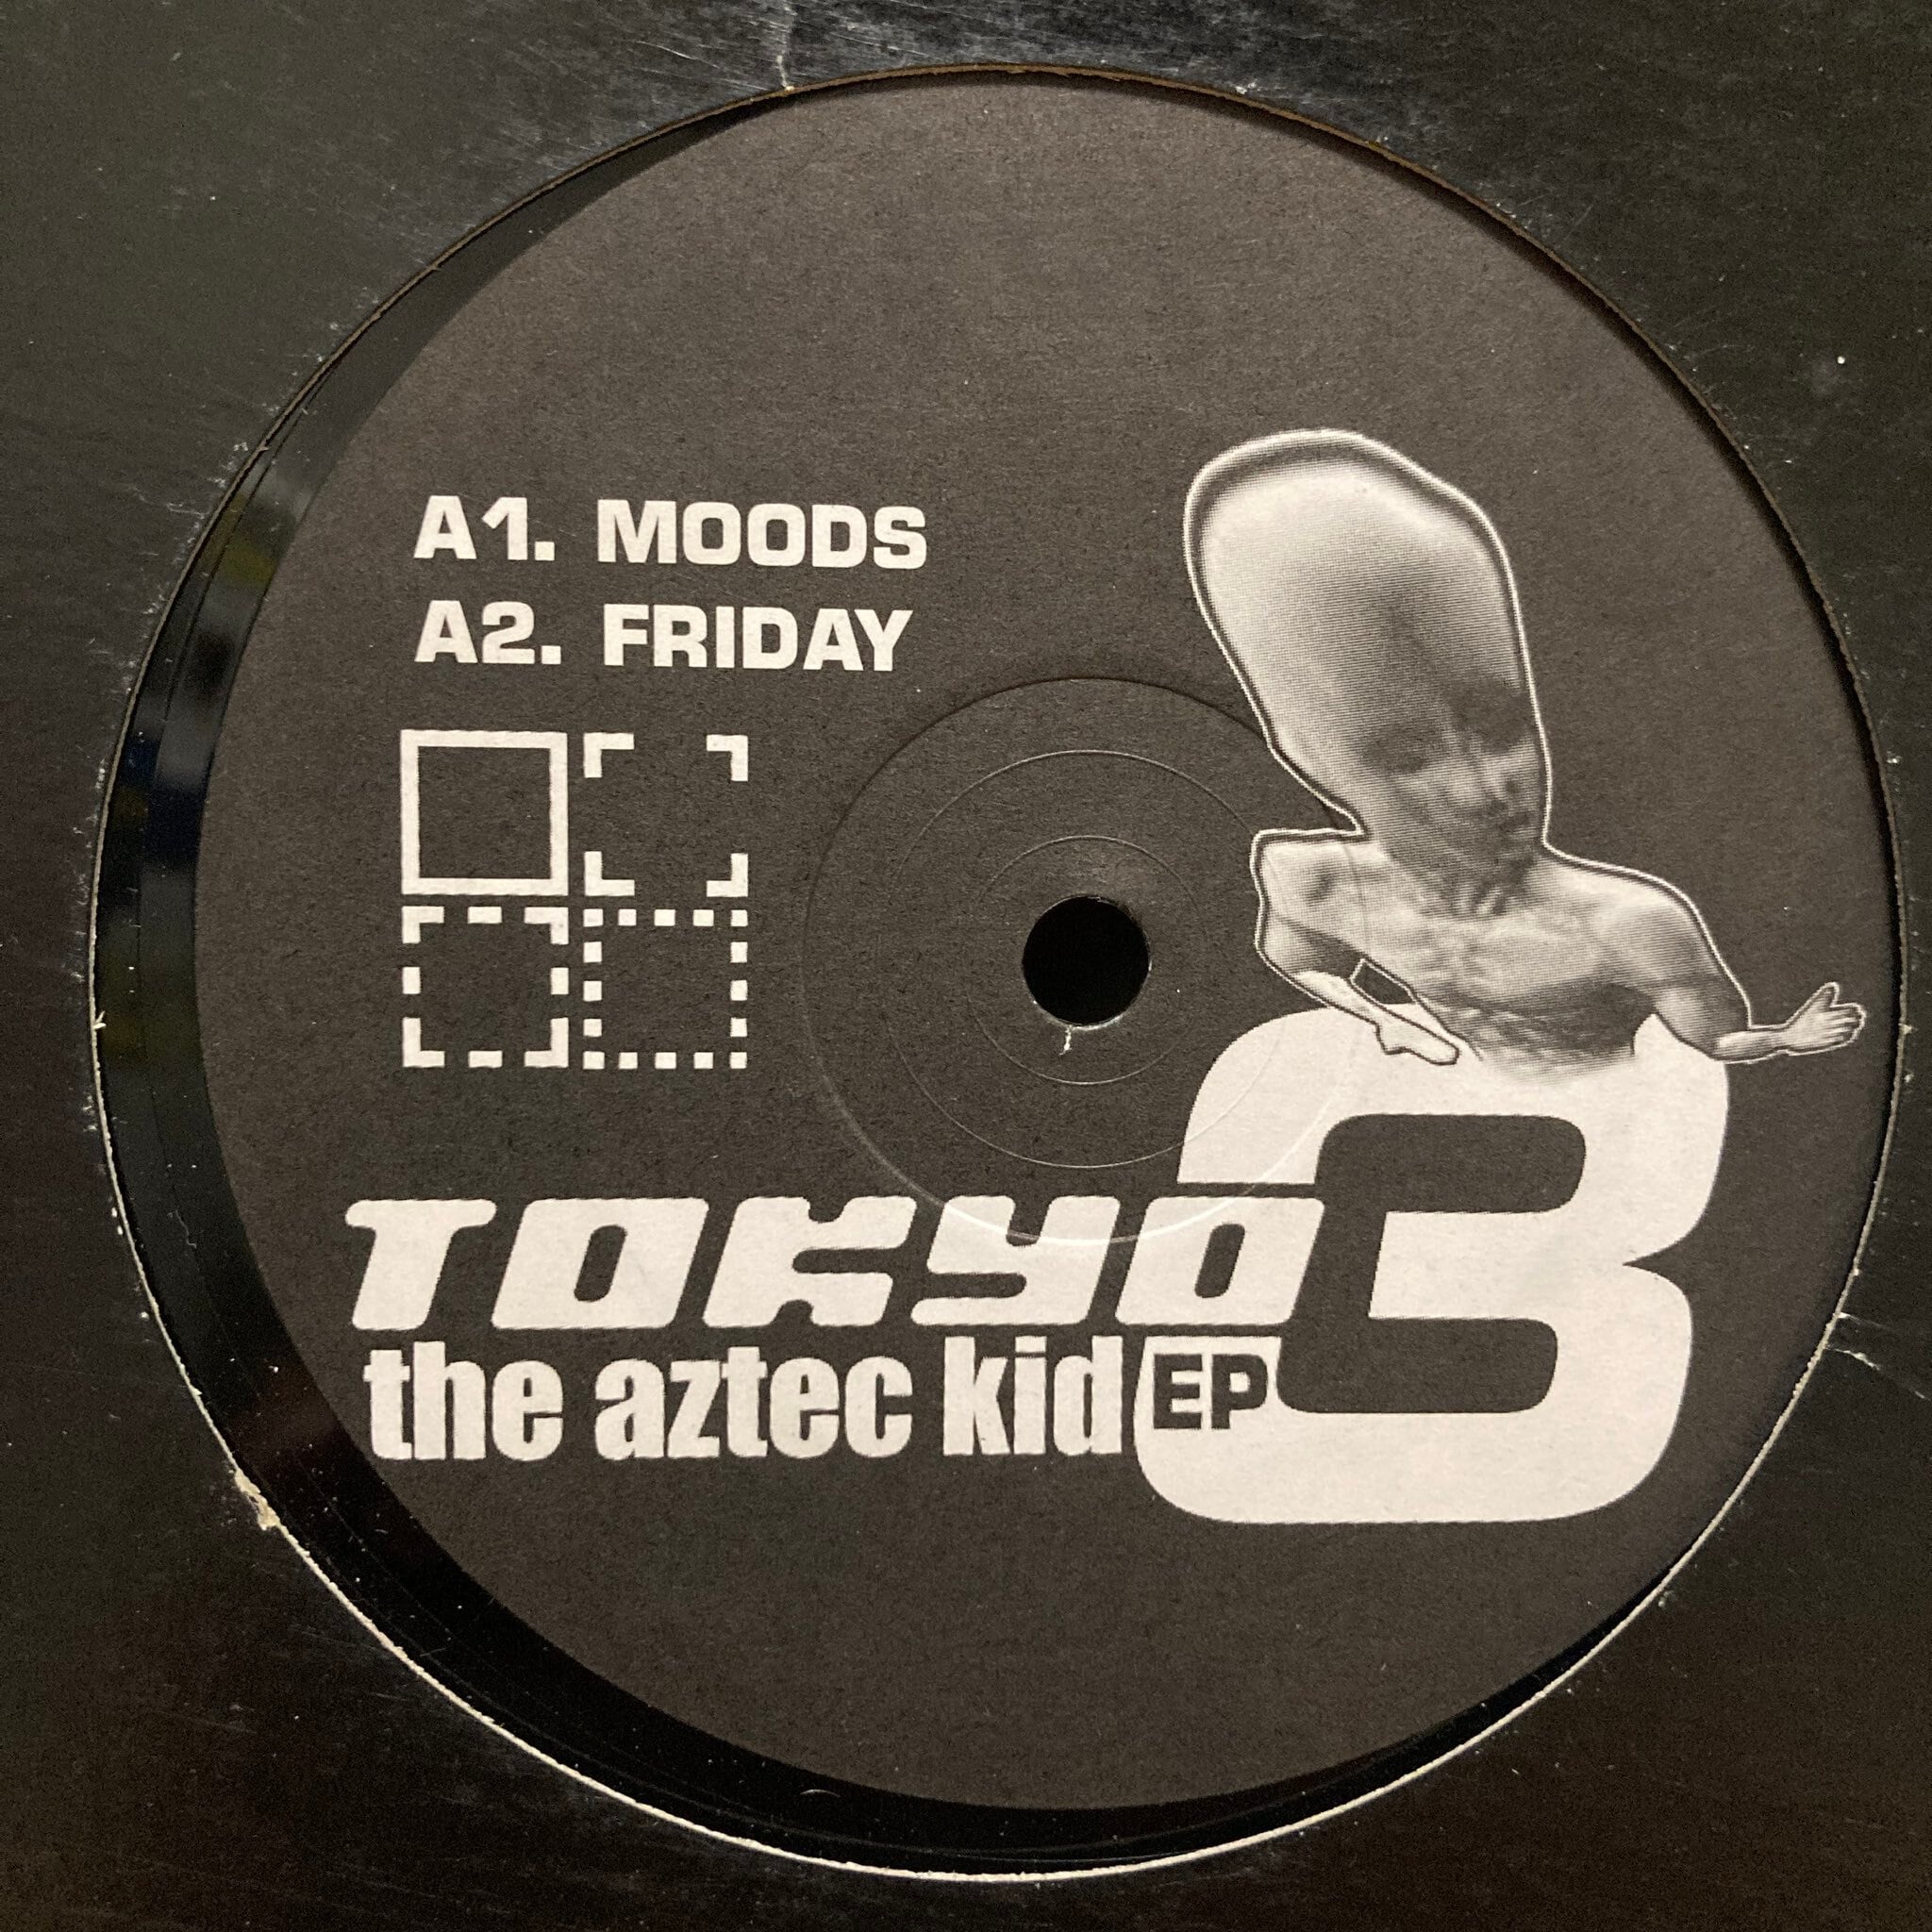 A1. MOODS
A2. FRIDAY
TOKYO 3
the aztec kid EP